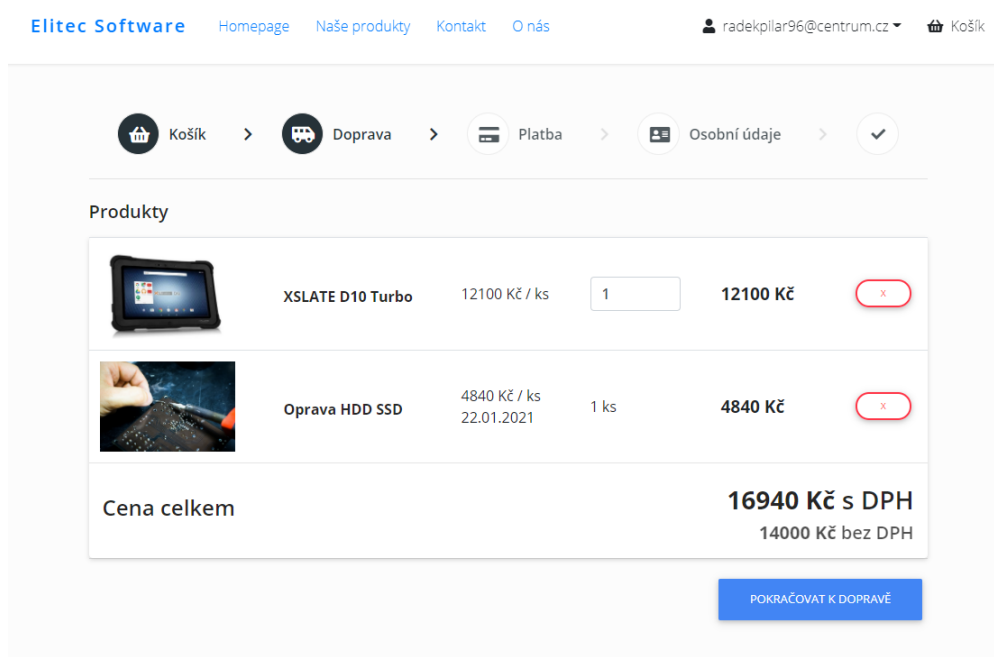 Elitec Software Homepage Naše produkty Kontakt O nás radekpilar96@centrum.cz Košík
Košík Doprava Platba Osobní údaje
Produkty
XSLATE D10 Turbo 12100 Kč / ks 1 12100 Kč x
Oprava HDD SSD 4840 Kč / ks 22.01.2021 1 ks 4840 Kč x
Cena celkem 16940 Kč s DPH
14000 Kč bez DPH
POKRAČOVAT K DOPRAVĚ